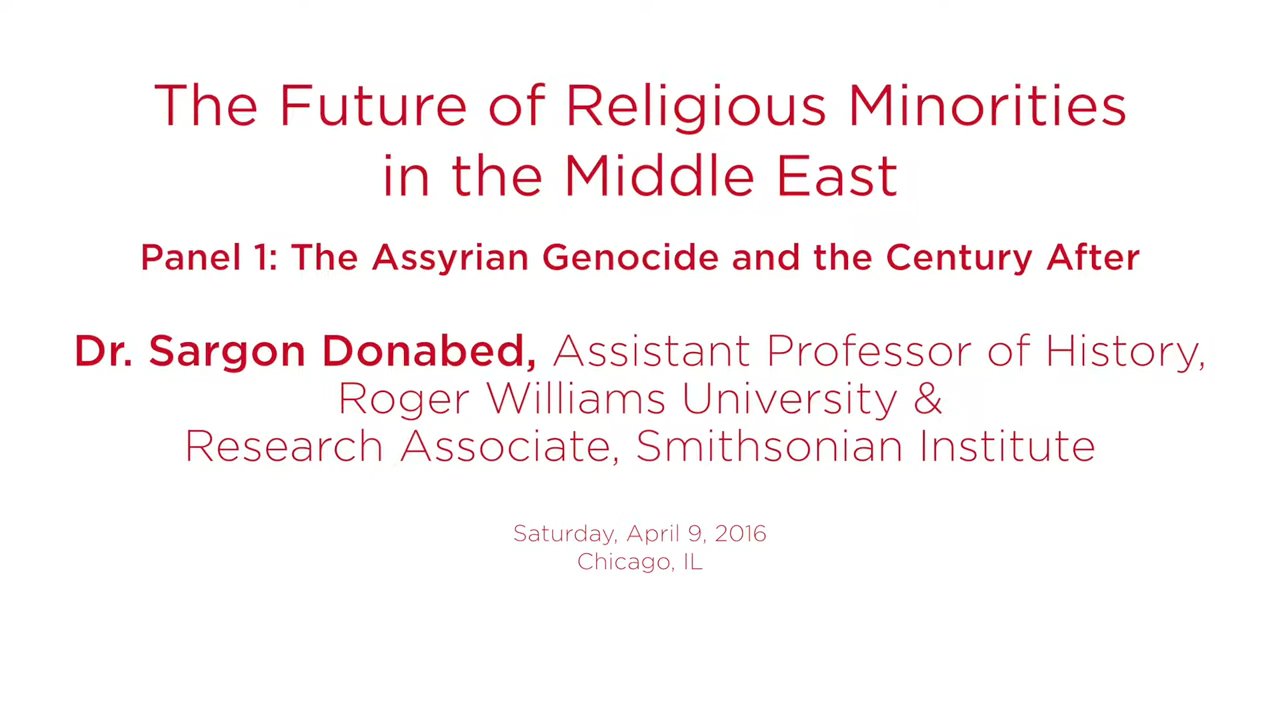 The Future of Religious Minorities
in the Middle East
Panel 1: The Assyrian Genocide and the Century After
Dr. Sargon Donabed, Assistant Professor of History,
Roger Williams University &
Research Associate, Smithsonian Institute
Saturday, April 9, 2016
Chicago, IL